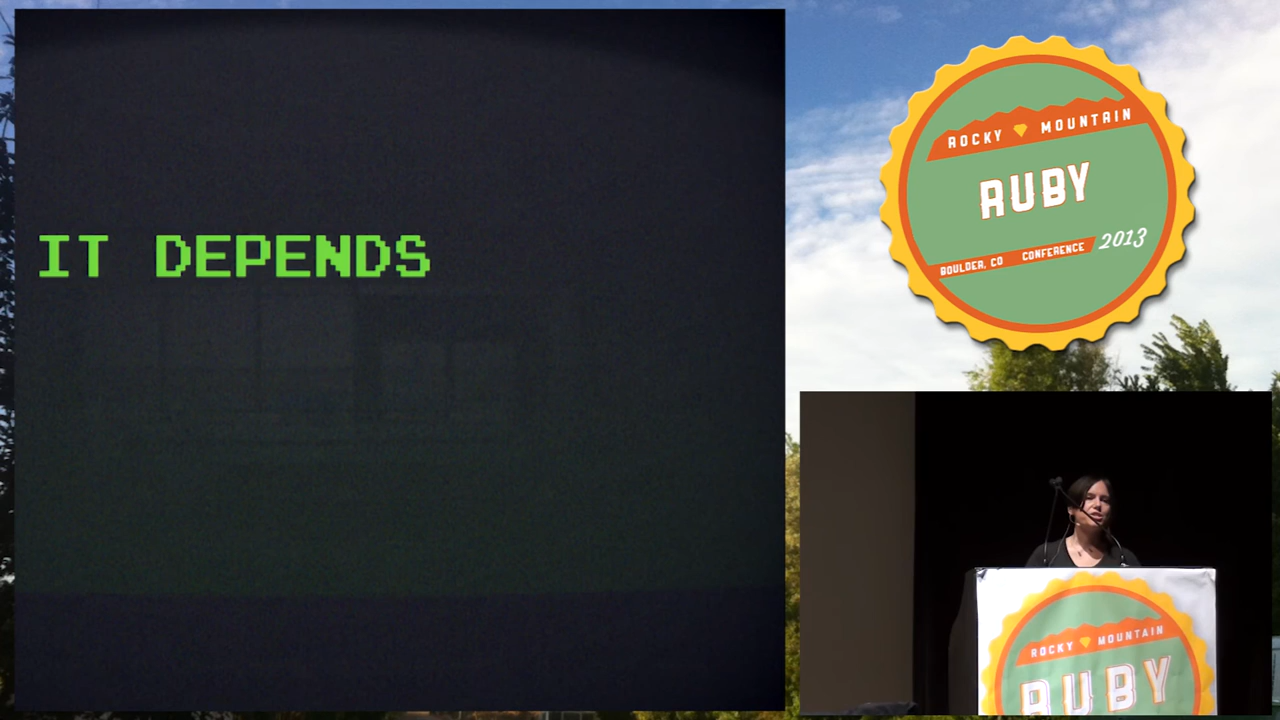 IT DEPENDS
ROCKY MOUNTAIN
RUBY
BOULDER, CO CONFERENCE 2013
ROCKY MOUNTAIN
RUBY